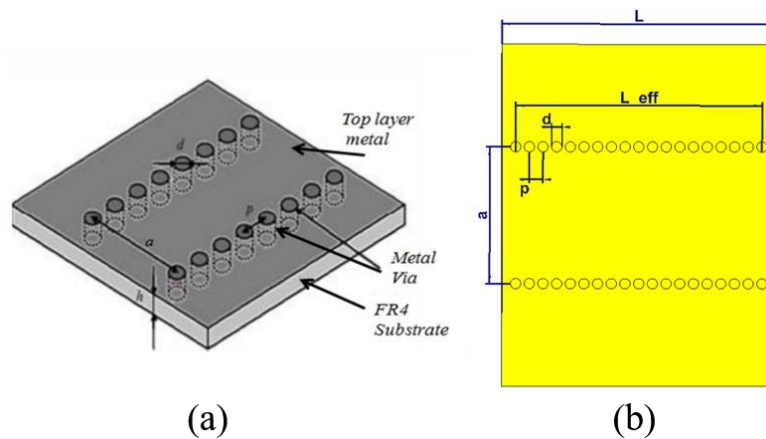 Top layer
metal
d
p
a
Metal
Via
h
FR4
Substrate
(a)
L
L eff
d
p
a
(b)